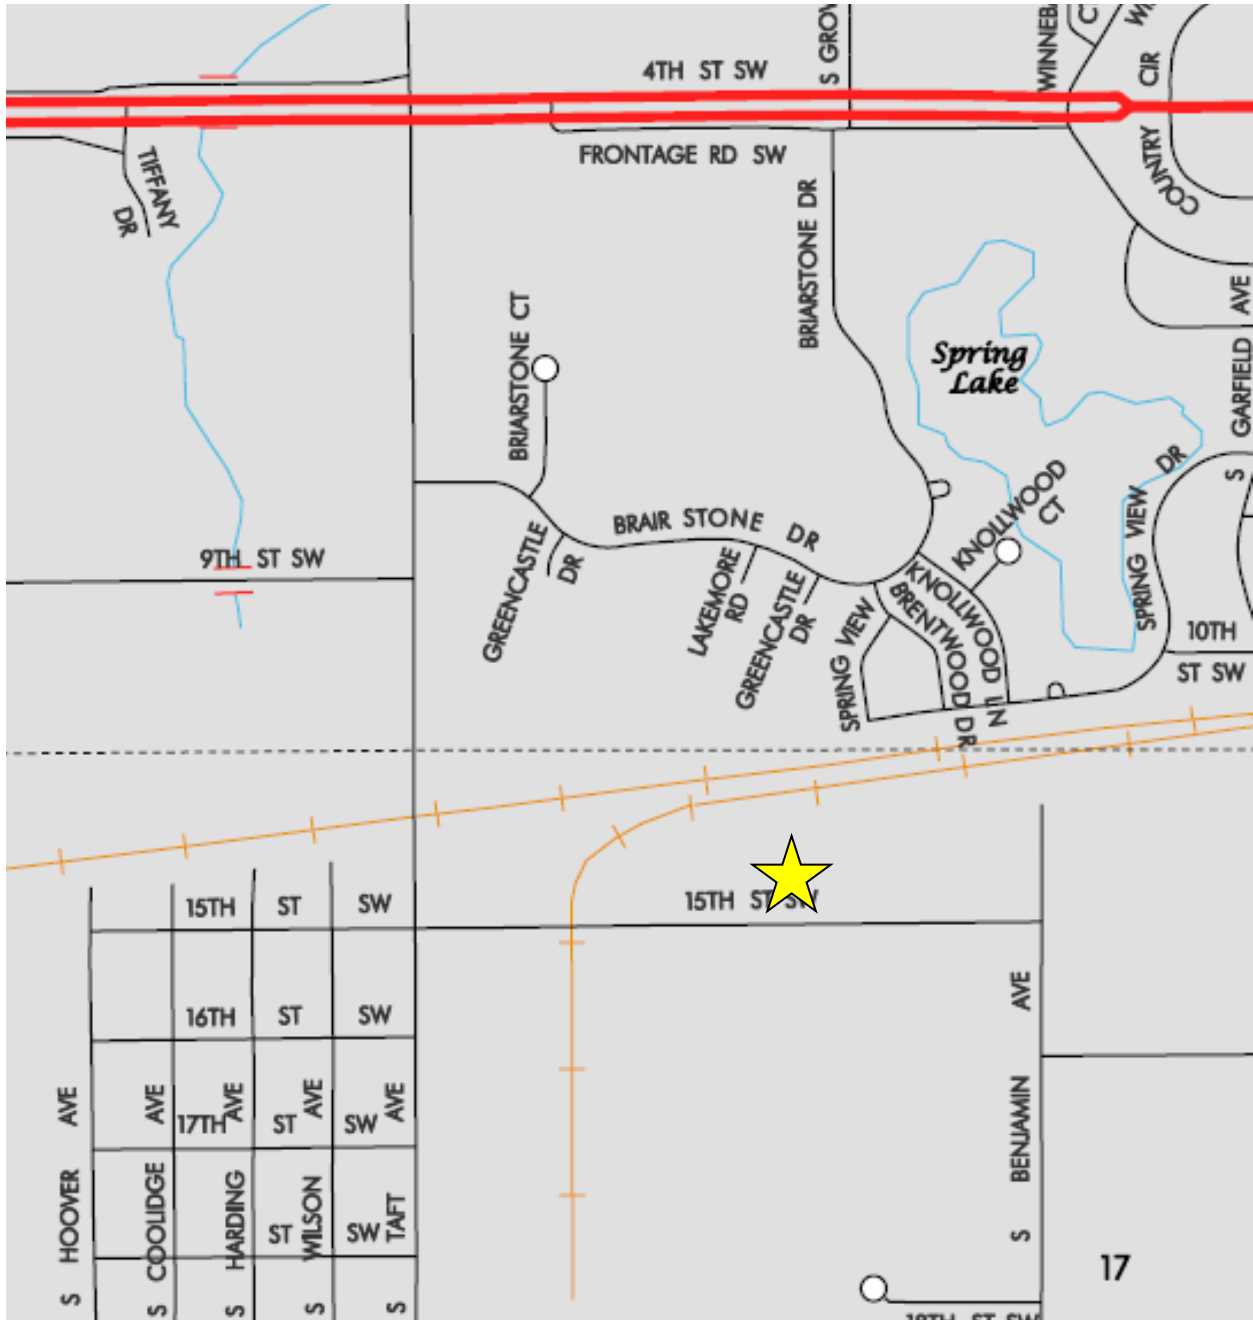 4TH ST SW
S GROV
WINNEB
CT
CIR
COUNTRY
FRONTAGE RD SW
TIFFANY
DR
BRIARSTONE DR
AVE
GARFIELD
S
BRIARSTONE CT
Spring
Lake
KNOLLWOOD
CT
SPRING VIEW DR
BRAIR STONE DR
9TH ST SW
GREENCASTLE
DR
LAKEMORE
RD
GREENCASTLE
DR
SPRING VIEW
KNOLLWOOD LN
BRENTWOOD DR
10TH
ST SW
15TH ST SW
15TH ST SW
16TH ST SW
17TH ST SW
ST SW
S HOOVER AVE
S COOLIDGE AVE
S HARDING AVE
S WILSON AVE
S TAFT AVE
S BENJAMIN AVE
17